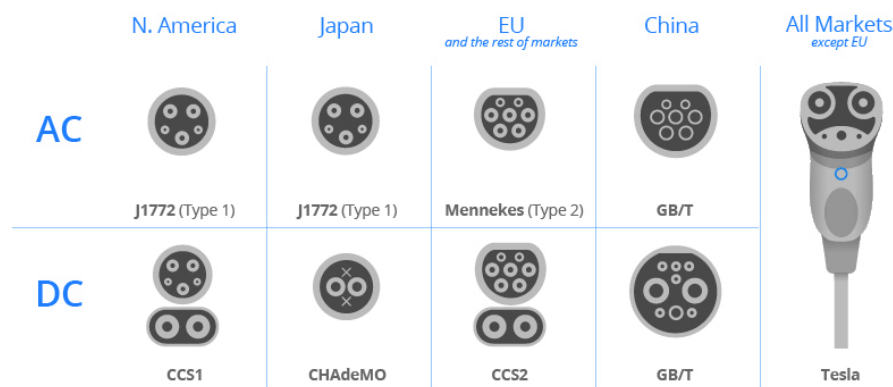 N. America
Japan
EU
and the rest of markets
China
All Markets
except EU
AC
J1772 (Type 1)
J1772 (Type 1)
Mennekes (Type 2)
GB/T
DC
CCS1
CHAdeMO
CCS2
GB/T
Tesla